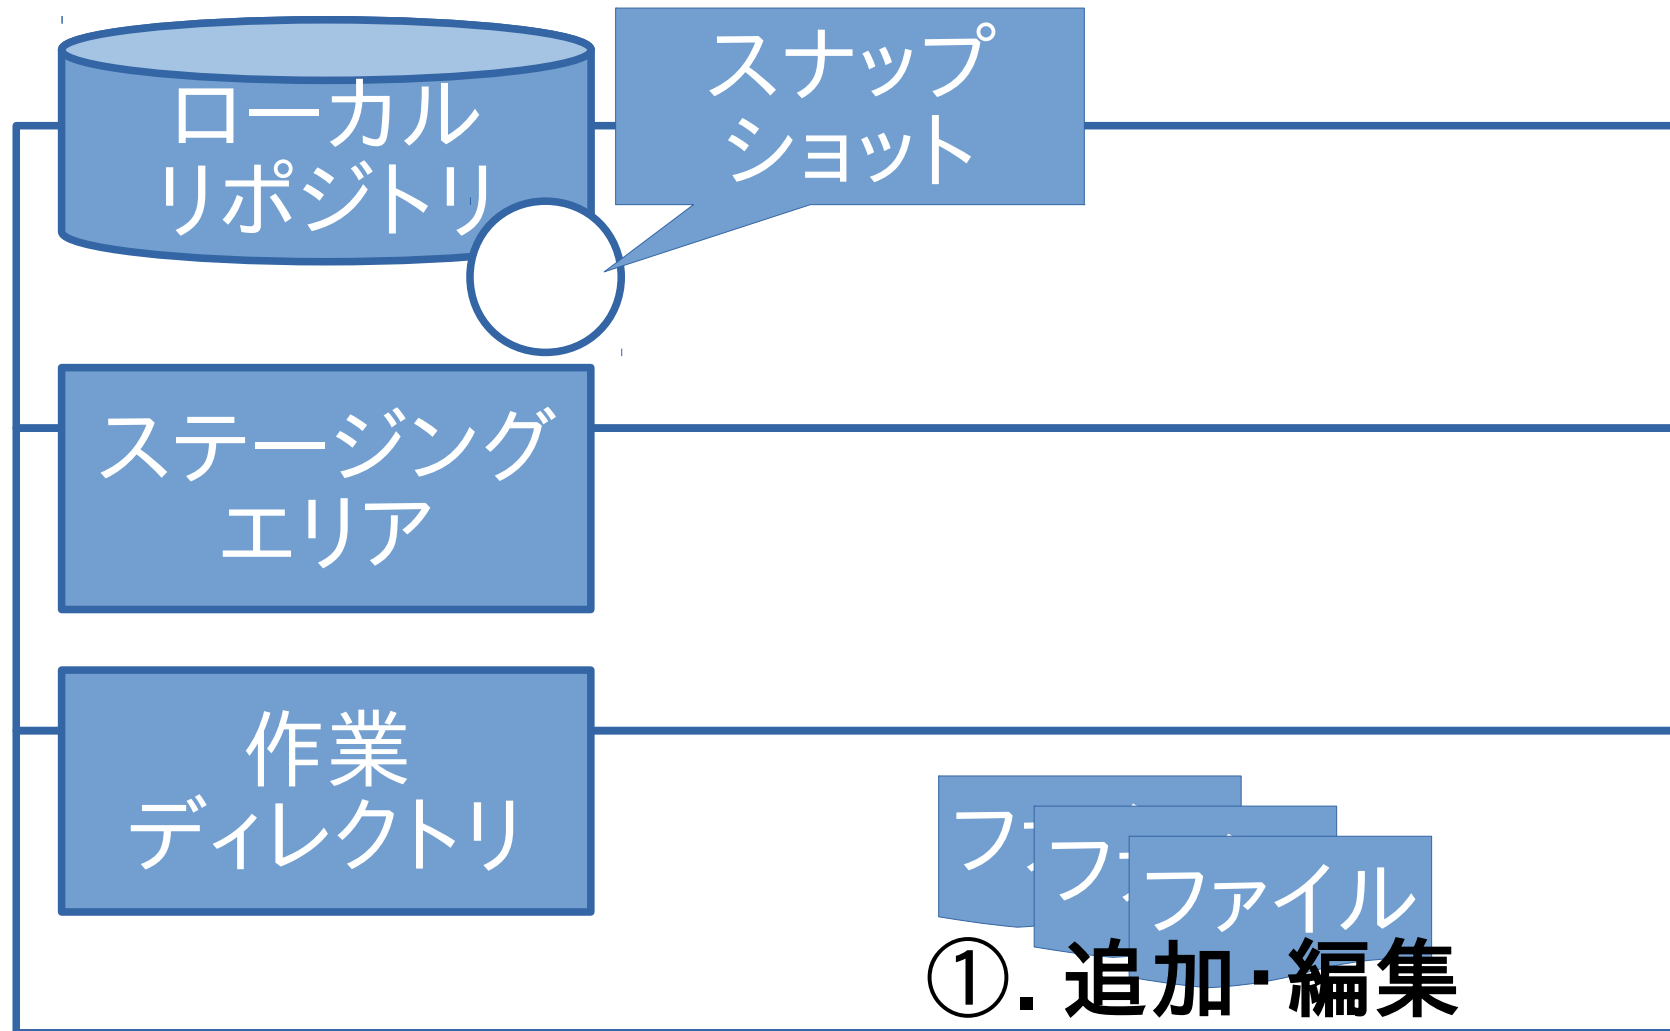 ローカル
リポジトリ
スナップ
ショット
ステージング
エリア
作業
ディレクトリ
ファイル
①. 追加・編集